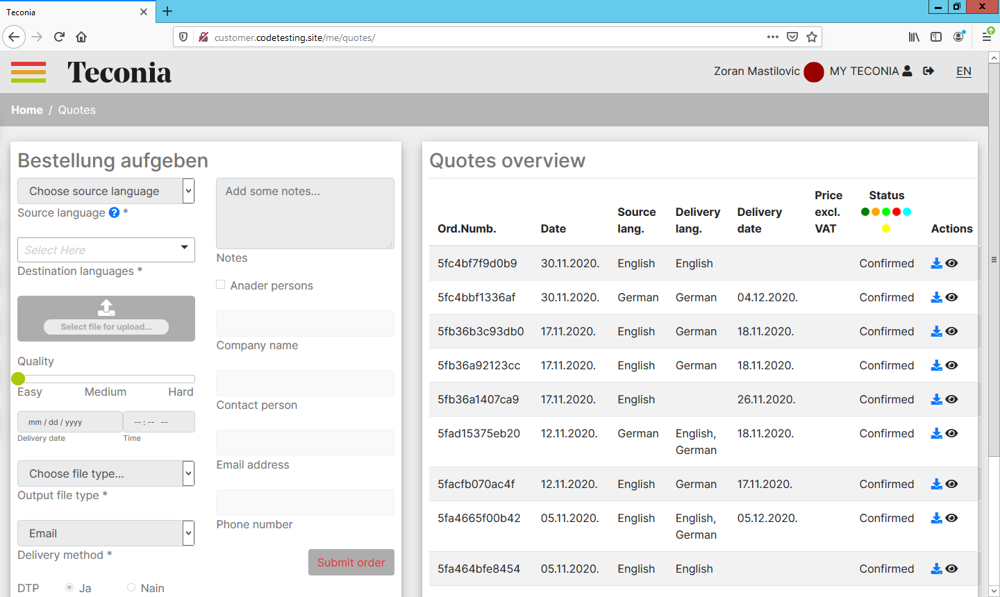 Teconia
customer.codetesting.site/me/quotes/
Teconia
Zoran Mastilovic MY TECONIA EN
Home / Quotes
Bestellung aufgeben
Choose source language
Source language ? *
Select Here
Destination languages *
Select file for upload...
Quality
Easy Medium Hard
mm / dd / yyyy -- : -- --
Delivery date Time
Choose file type...
Output file type *
Email
Delivery method *
DTP Ja Nain
Add some notes...
Notes
Anader persons
Company name
Contact person
Email address
Phone number
Submit order
Quotes overview
Ord.Numb. Date Source lang. Delivery lang. Delivery date Price excl. VAT Status Actions
5fc4bf7f9d0b9 30.11.2020. English English Confirmed
5fc4bbf1336af 30.11.2020. German German 04.12.2020. Confirmed
5fb36b3c93db0 17.11.2020. English German 18.11.2020. Confirmed
5fb36a92123cc 17.11.2020. English German 18.11.2020. Confirmed
5fb36a1407ca9 17.11.2020. English 26.11.2020. Confirmed
5fad15375eb20 12.11.2020. German English, German 18.11.2020. Confirmed
5facfb070ac4f 12.11.2020. English German 17.11.2020. Confirmed
5fa4665f00b42 05.11.2020. English English, German 05.12.2020. Confirmed
5fa464bfe8454 05.11.2020. English English Confirmed